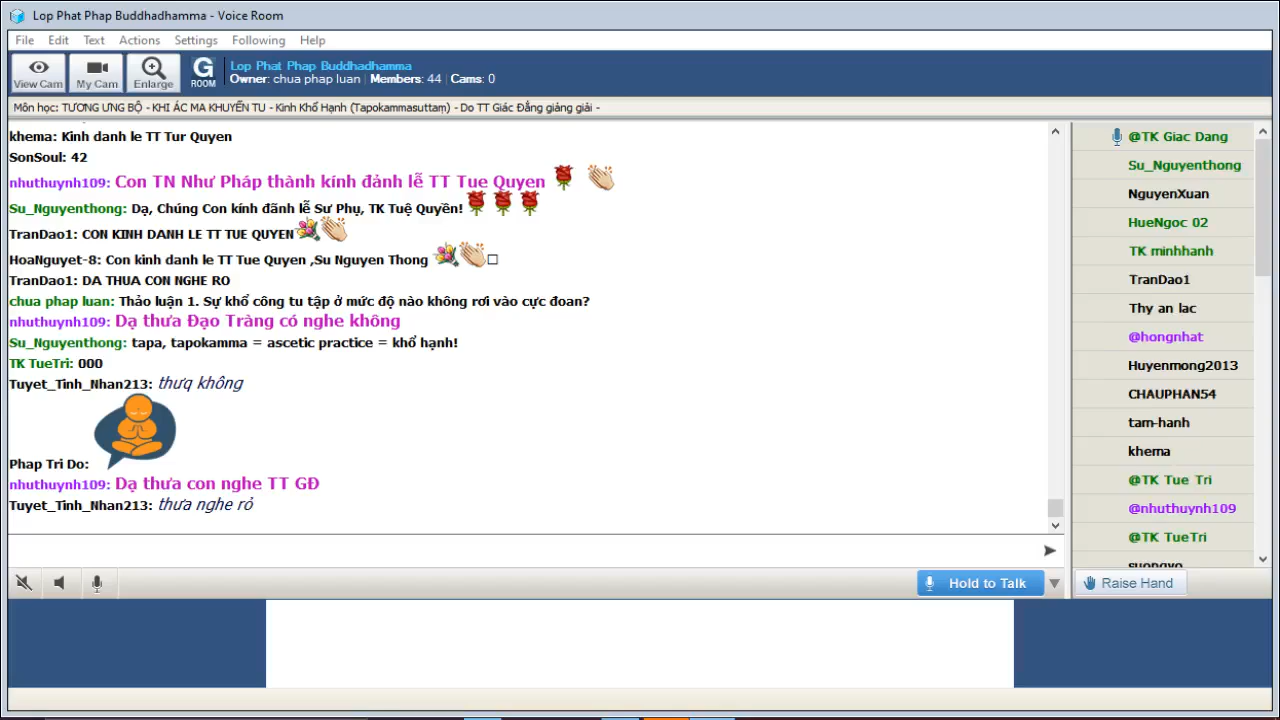 Lop Phat Phap Buddhadhamma - Voice Room
File Edit Text Actions Settings Following Help
View Cam My Cam Enlarge G ROOM
Lop Phat Phap Buddhadhamma
Owner: chua phap luan | Members: 44 | Cams: 0
Môn học: TƯƠNG ƯNG BỘ - KHI ÁC MA KHUYẾN TU - Kinh Khổ Hạnh (Tapokammasuttaṃ) - Do TT Giác Đẳng giảng giải -
khema: Kinh danh le TT Tur Quyen
SonSoul: 42
nhuthuynh109: Con TN Như Pháp thành kính đảnh lễ TT Tue Quyen
Su_Nguyenthong: Dạ, Chúng Con kính đãnh lễ Sư Phụ, TK Tuệ Quyền!
TranDao1: CON KINH DANH LE TT TUE QUYEN
HoaNguyet-8: Con kinh danh le TT Tue Quyen ,Su Nguyen Thong
TranDao1: DA THUA CON NGHE RO
chua phap luan: Thảo luận 1. Sự khổ công tu tập ở mức độ nào không rơi vào cực đoan?
nhuthuynh109: Dạ thưa Đạo Tràng có nghe không
Su_Nguyenthong: tapa, tapokamma = ascetic practice = khổ hạnh!
TK TueTri: 000
Tuyet_Tinh_Nhan213: thưq không
Phap Tri Do:
nhuthuynh109: Dạ thưa con nghe TT GĐ
Tuyet_Tinh_Nhan213: thưa nghe rỏ
Hold to Talk
@TK Giac Dang
Su_Nguyenthong
NguyenXuan
HueNgoc 02
TK minhhanh
TranDao1
Thy an lac
@hongnhat
Huyenmong2013
CHAUPHAN54
tam-hanh
khema
@TK Tue Tri
@nhuthuynh109
@TK TueTri
Raise Hand